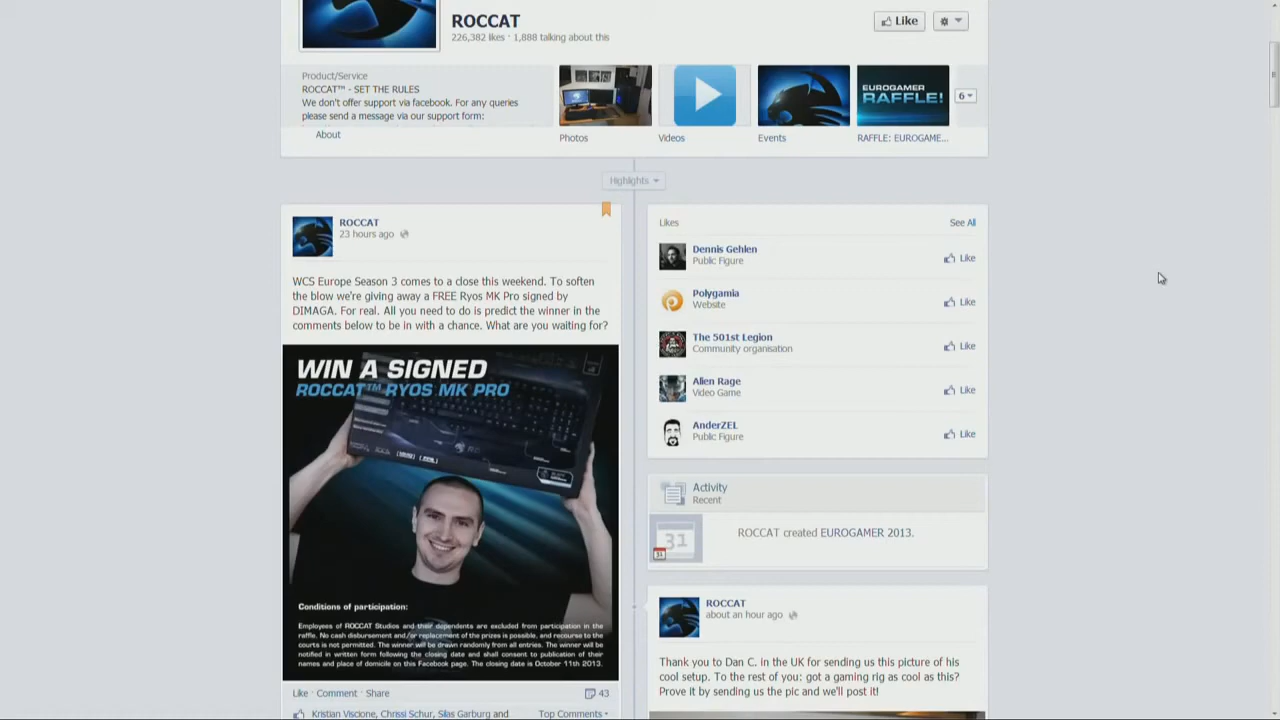 ROCCAT
226,382 likes · 1,888 talking about this
Like
Product/Service
ROCCAT™ - SET THE RULES
We don't offer support via facebook. For any queries
please send a message via our support form:
About
EUROGAMER
RAFFLE!
6
Photos
Videos
Events
RAFFLE: EUROGAME...
Highlights
ROCCAT
23 hours ago
WCS Europe Season 3 comes to a close this weekend. To soften
the blow we're giving away a FREE Ryos MK Pro signed by
DIMAGA. For real. All you need to do is predict the winner in the
comments below to be in with a chance. What are you waiting for?
WIN A SIGNED
ROCCAT™ RYOS MK PRO
Conditions of participation:
Employees of ROCCAT Studios and their dependents are excluded from participation in the
raffle. No cash disbursement and/or replacement of the prizes is possible, and recourse to the
courts is not permitted. The winner will be drawn randomly from all entries. The winner will be
notified in written form following the closing date and shall consent to publication of their
names and place of domicile on this Facebook page. The closing date is October 11th 2013.
Like · Comment · Share
43
Kristian Viscione, Chrissi Schur, Silas Garburg and
Top Comments
Likes
See All
Dennis Gehlen
Public Figure
Like
Polygamia
Website
Like
The 501st Legion
Community organisation
Like
Alien Rage
Video Game
Like
AnderZEL
Public Figure
Like
Activity
Recent
31
31
ROCCAT created EUROGAMER 2013.
ROCCAT
about an hour ago
Thank you to Dan C. in the UK for sending us this picture of his
cool setup. To the rest of you: got a gaming rig as cool as this?
Prove it by sending us the pic and we'll post it!